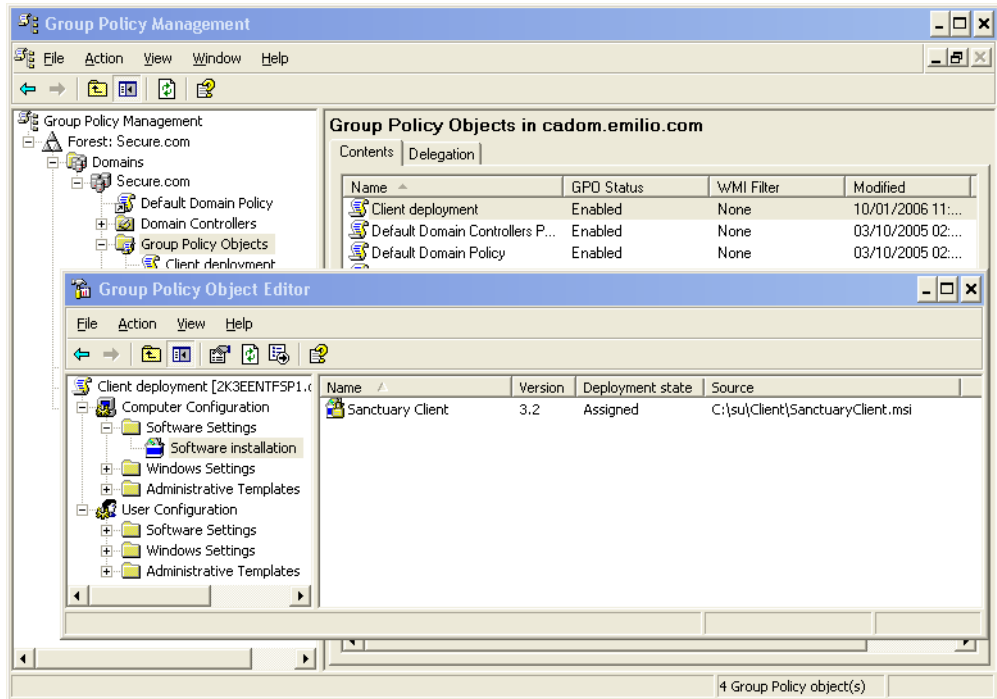 Group Policy Management
File Action View Window Help
Group Policy Management
Forest: Secure.com
Domains
Secure.com
Default Domain Policy
Domain Controllers
Group Policy Objects
Client deployment
Group Policy Objects in cadom.emilio.com
Contents Delegation
Name GPO Status WMI Filter Modified
Client deployment Enabled None 10/01/2006 11:...
Default Domain Controllers P... Enabled None 03/10/2005 02:...
Default Domain Policy Enabled None 03/10/2005 02:...
Group Policy Object Editor
File Action View Help
Client deployment [2K3EENTFSP1.c
Computer Configuration
Software Settings
Software installation
Windows Settings
Administrative Templates
User Configuration
Software Settings
Windows Settings
Administrative Templates
Name Version Deployment state Source
Sanctuary Client 3.2 Assigned C:\su\Client\SanctuaryClient.msi
4 Group Policy object(s)